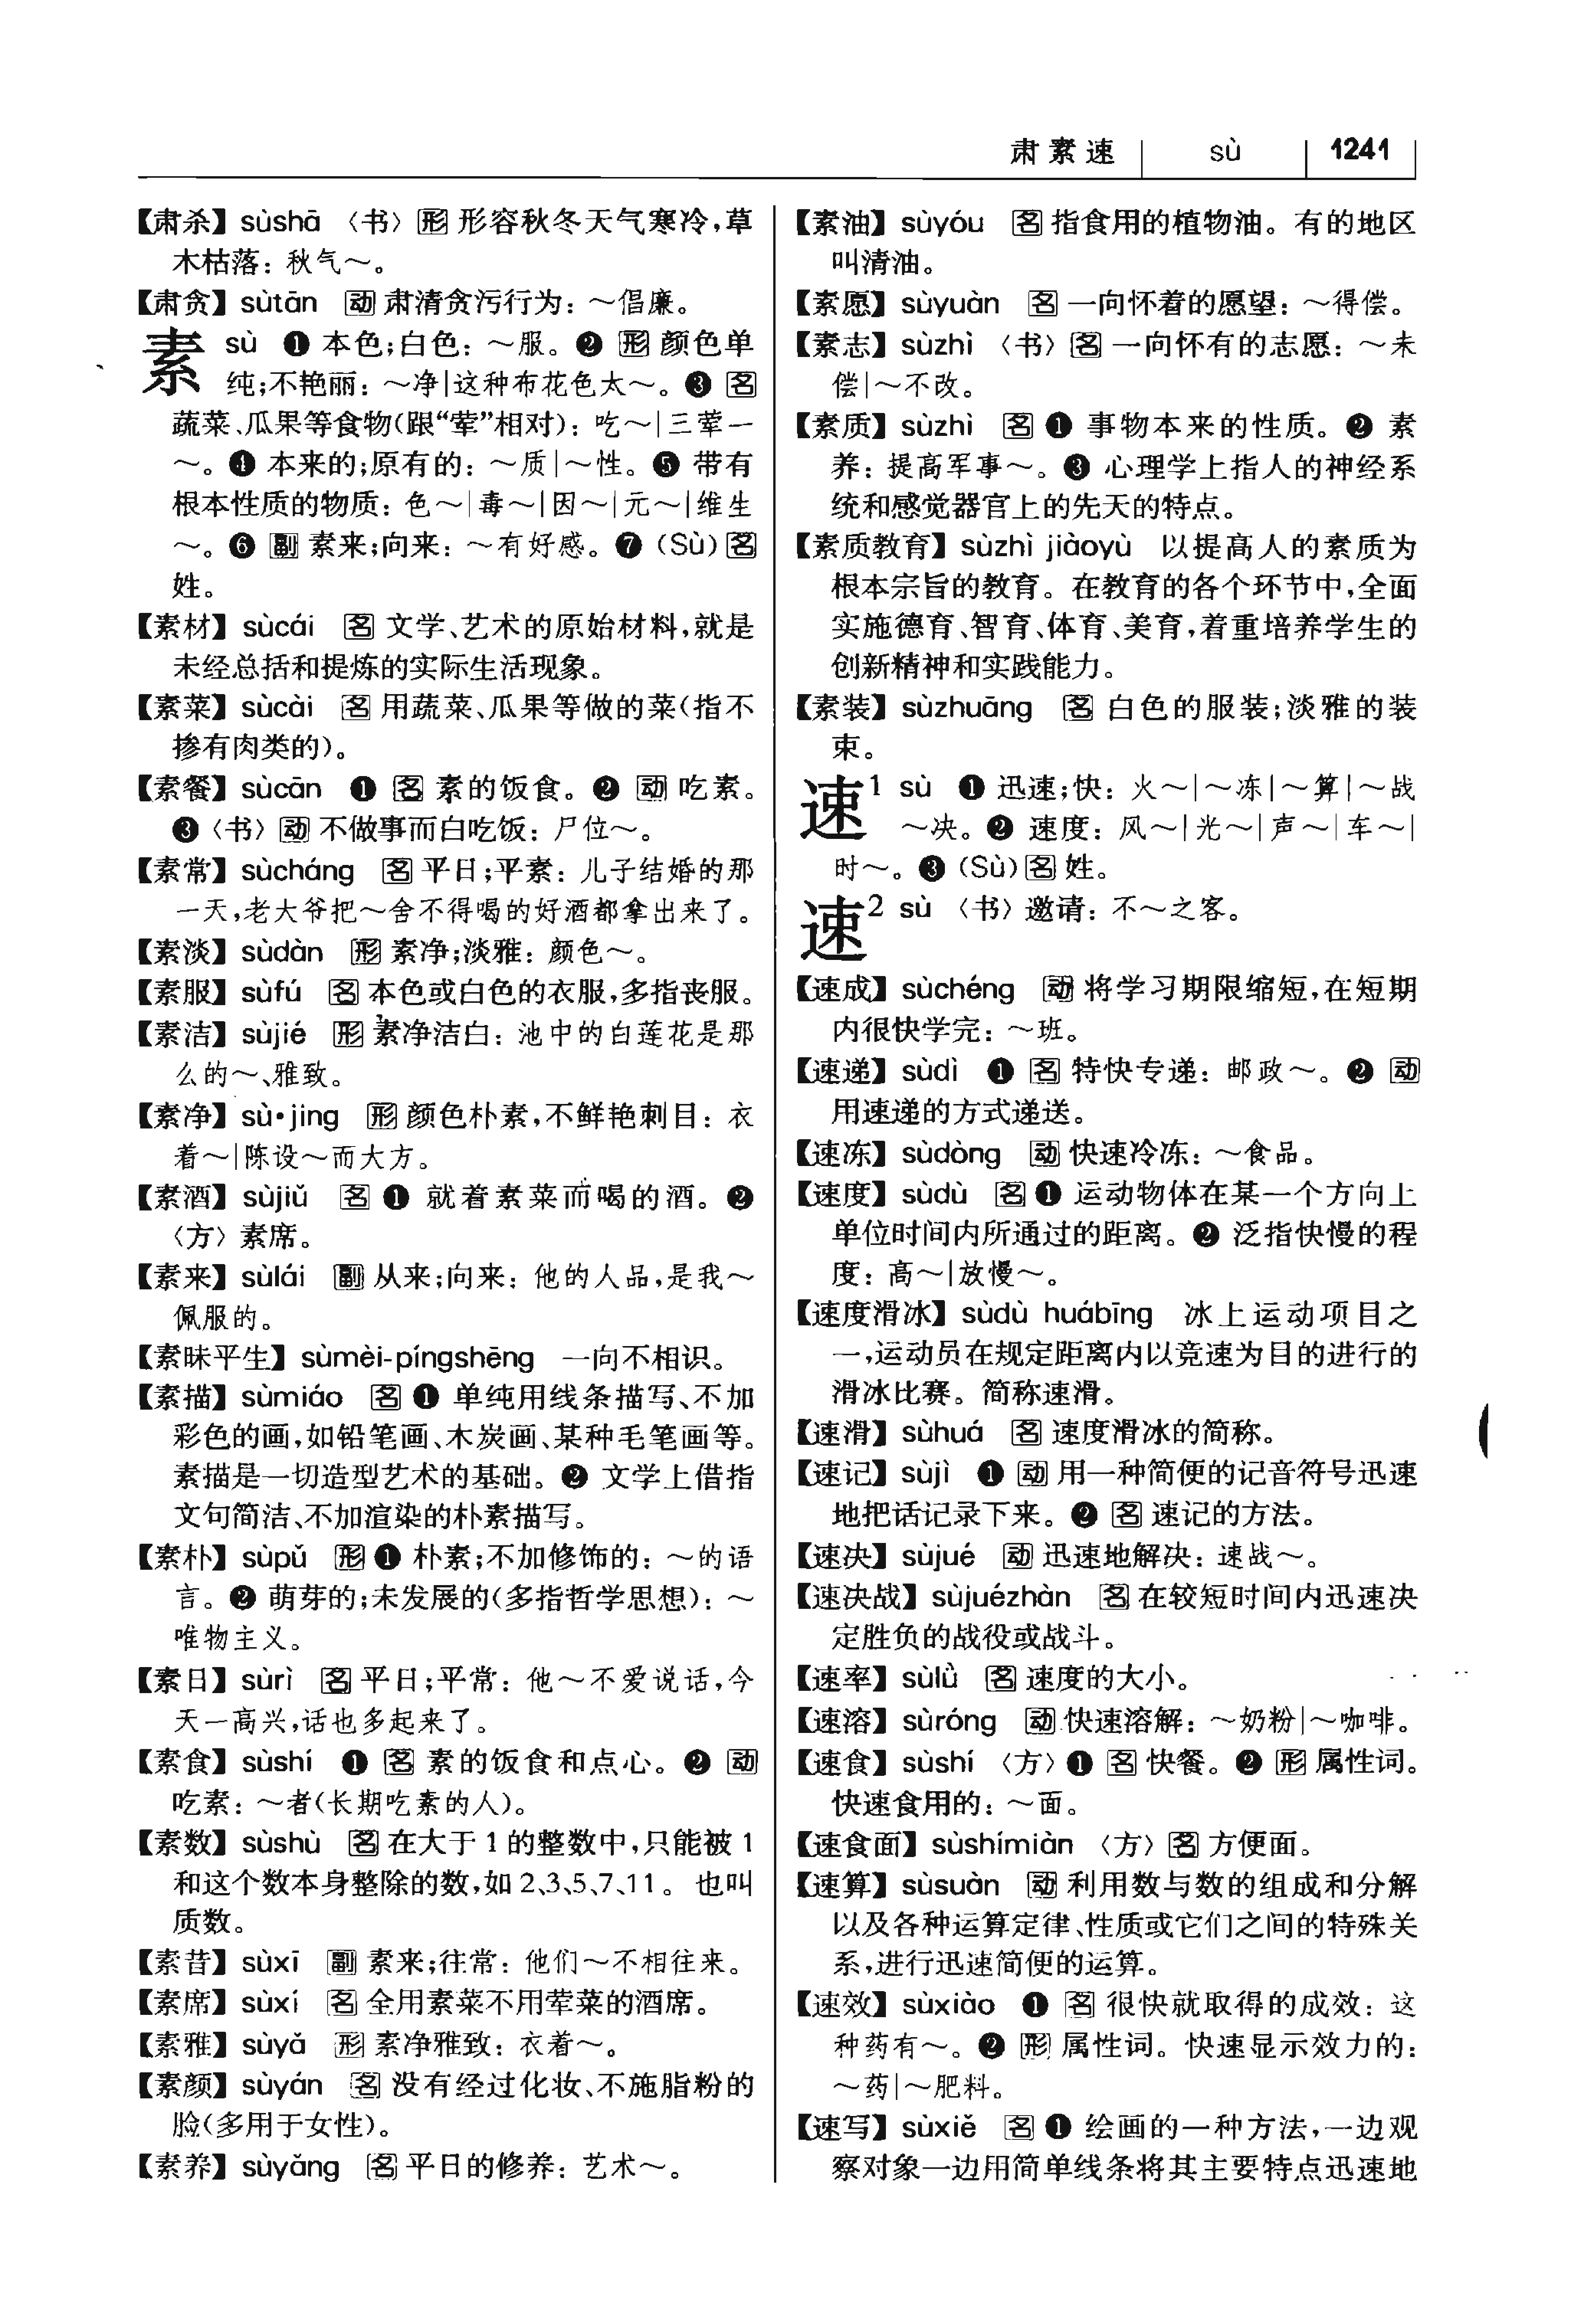 肃素速 sù 1241
【肃杀】 sùshā 〈书〉 形 形容秋冬天气寒冷,草
木枯落：秋气～。
【肃贪】 sùtān 动 肃清贪污行为：～倡廉。
素 sù ❶ 本色;白色：～服。❷ 形 颜色单
纯;不艳丽：～净|这种布花色太～。❸ 名
蔬菜、瓜果等食物(跟“荤”相对)：吃～|三荤一
～。❹ 本来的;原有的：～质|～性。❺ 带有
根本性质的物质：色～|毒～|因～|元～|维生
～。❻ 副 素来;向来：～有好感。❼ (Sù) 名
姓。
【素材】 sùcái 名 文学、艺术的原始材料,就是
未经总括和提炼的实际生活现象。
【素菜】 sùcài 名 用蔬菜、瓜果等做的菜(指不
掺有肉类的)。
【素餐】 sùcān ❶ 名 素的饭食。❷ 动 吃素。
❸〈书〉动 不做事而白吃饭：尸位～。
【素常】 sùcháng 名 平日;平素：儿子结婚的那
一天,老大爷把～舍不得喝的好酒都拿出来了。
【素淡】 sùdàn 形 素净;淡雅：颜色～。
【素服】 sùfú 名 本色或白色的衣服,多指丧服。
【素洁】 sùjié 形 素净洁白：池中的白莲花是那
么的～、雅致。
【素净】 sù•jing 形 颜色朴素,不鲜艳刺目：衣
着～|陈设～而大方。
【素酒】 sùjiǔ 名 ❶ 就着素菜而喝的酒。❷
〈方〉素席。
【素来】 sùlái 副 从来;向来：他的人品,是我～
佩服的。
【素昧平生】 sùmèi-píngshēng 一向不相识。
【素描】 sùmiáo 名 ❶ 单纯用线条描写、不加
彩色的画,如铅笔画、木炭画、某种毛笔画等。
素描是一切造型艺术的基础。❷ 文学上借指
文句简洁、不加渲染的朴素描写。
【素朴】 sùpǔ 形 ❶ 朴素;不加修饰的：～的语
言。❷ 萌芽的;未发展的(多指哲学思想)：～
唯物主义。
【素日】 sùrì 名 平日;平常：他～不爱说话,今
天一高兴,话也多起来了。
【素食】 sùshí ❶ 名 素的饭食和点心。❷ 动
吃素：～者(长期吃素的人)。
【素数】 sùshù 名 在大于1的整数中,只能被1
和这个数本身整除的数,如2、3、5、7、11。也叫
质数。
【素昔】 sùxī 副 素来;往常：他们～不相往来。
【素席】 sùxí 名 全用素菜不用荤菜的酒席。
【素雅】 sùyǎ 形 素净雅致：衣着～。
【素颜】 sùyán 名 没有经过化妆、不施脂粉的
脸(多用于女性)。
【素养】 sùyǎng 名 平日的修养：艺术～。
【素油】 sùyóu 名 指食用的植物油。有的地区
叫清油。
【素愿】 sùyuàn 名 一向怀着的愿望：～得偿。
【素志】 sùzhì 〈书〉名 一向怀有的志愿：～未
偿|～不改。
【素质】 sùzhì 名 ❶ 事物本来的性质。❷ 素
养：提高军事～。❸ 心理学上指人的神经系
统和感觉器官上的先天的特点。
【素质教育】 sùzhì jiàoyù 以提高人的素质为
根本宗旨的教育。在教育的各个环节中,全面
实施德育、智育、体育、美育,着重培养学生的
创新精神和实践能力。
【素装】 sùzhuāng 名 白色的服装;淡雅的装
束。
速¹ sù ❶ 迅速;快：火～|～冻|～算|～战
～决。❷ 速度：风～|光～|声～|车～|
时～。❸ (Sù) 名 姓。
速² sù 〈书〉邀请：不～之客。
【速成】 sùchéng 动 将学习期限缩短,在短期
内很快学完：～班。
【速递】 sùdì ❶ 名 特快专递：邮政～。❷ 动
用速递的方式递送。
【速冻】 sùdòng 动 快速冷冻：～食品。
【速度】 sùdù 名 ❶ 运动物体在某一个方向上
单位时间内所通过的距离。❷ 泛指快慢的程
度：高～|放慢～。
【速度滑冰】 sùdù huábīng 冰上运动项目之
一,运动员在规定距离内以竞速为目的进行的
滑冰比赛。简称速滑。
【速滑】 sùhuá 名 速度滑冰的简称。
【速记】 sùjì ❶ 动 用一种简便的记音符号迅速
地把话记录下来。❷ 名 速记的方法。
【速决】 sùjué 动 迅速地解决：速战～。
【速决战】 sùjuézhàn 名 在较短时间内迅速决
定胜负的战役或战斗。
【速率】 sùlǜ 名 速度的大小。
【速溶】 sùróng 动 快速溶解：～奶粉|～咖啡。
【速食】 sùshí 〈方〉❶ 名 快餐。❷ 形 属性词。
快速食用的：～面。
【速食面】 sùshímiàn 〈方〉名 方便面。
【速算】 sùsuàn 动 利用数与数的组成和分解
以及各种运算定律、性质或它们之间的特殊关
系,进行迅速简便的运算。
【速效】 sùxiào ❶ 名 很快就取得的成效：这
种药有～。❷ 形 属性词。快速显示效力的：
～药|～肥料。
【速写】 sùxiě 名 ❶ 绘画的一种方法,一边观
察对象一边用简单线条将其主要特点迅速地